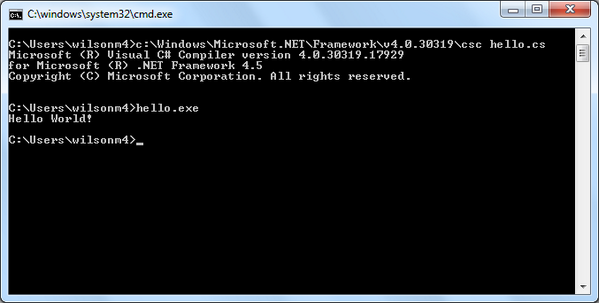 C:\windows\system32\cmd.exe
C:\Users\wilsonm4>c:\Windows\Microsoft.NET\Framework\v4.0.30319\csc hello.cs
Microsoft (R) Visual C# Compiler version 4.0.30319.17929
for Microsoft (R) .NET Framework 4.5
Copyright (C) Microsoft Corporation. All rights reserved.
C:\Users\wilsonm4>hello.exe
Hello World!
C:\Users\wilsonm4>_